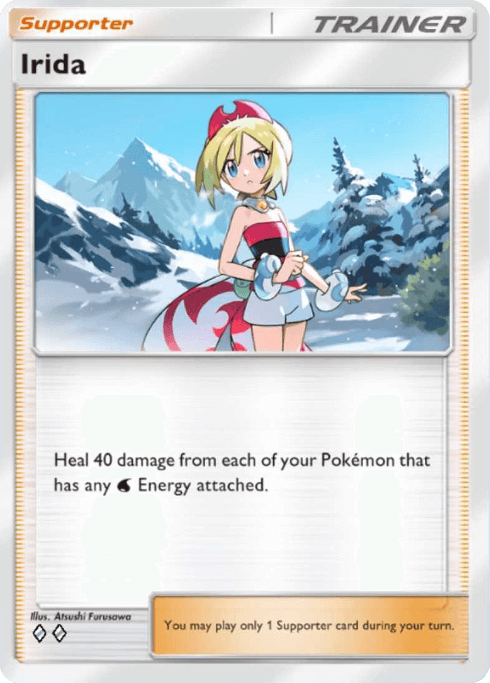 Supporter
TRAINER
Irida
Heal 40 damage from each of your Pokémon that
has any Energy attached.
Illus. Atsushi Furusawa
You may play only 1 Supporter card during your turn.